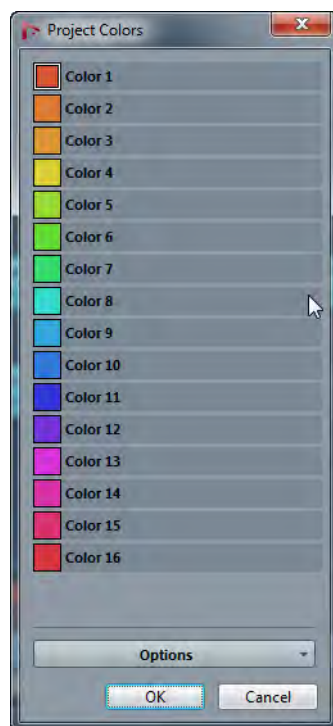 Project Colors
Color 1
Color 2
Color 3
Color 4
Color 5
Color 6
Color 7
Color 8
Color 9
Color 10
Color 11
Color 12
Color 13
Color 14
Color 15
Color 16
Options
OK
Cancel